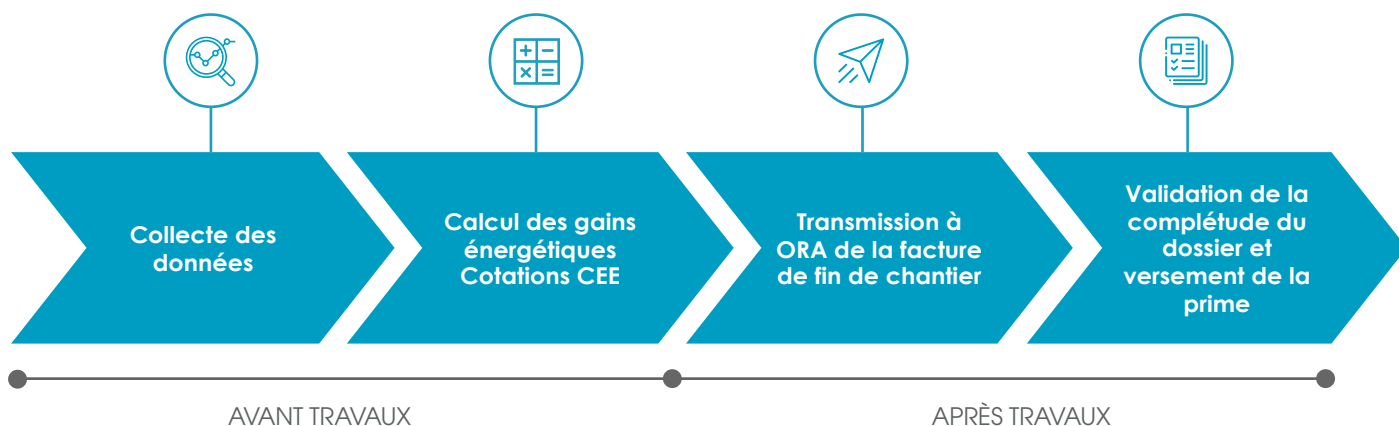 Collecte des
données
Calcul des gains
énergétiques
Cotations CEE
Transmission à
ORA de la facture
de fin de chantier
Validation de la
complétude du
dossier et
versement de la
prime
AVANT TRAVAUX
APRÈS TRAVAUX